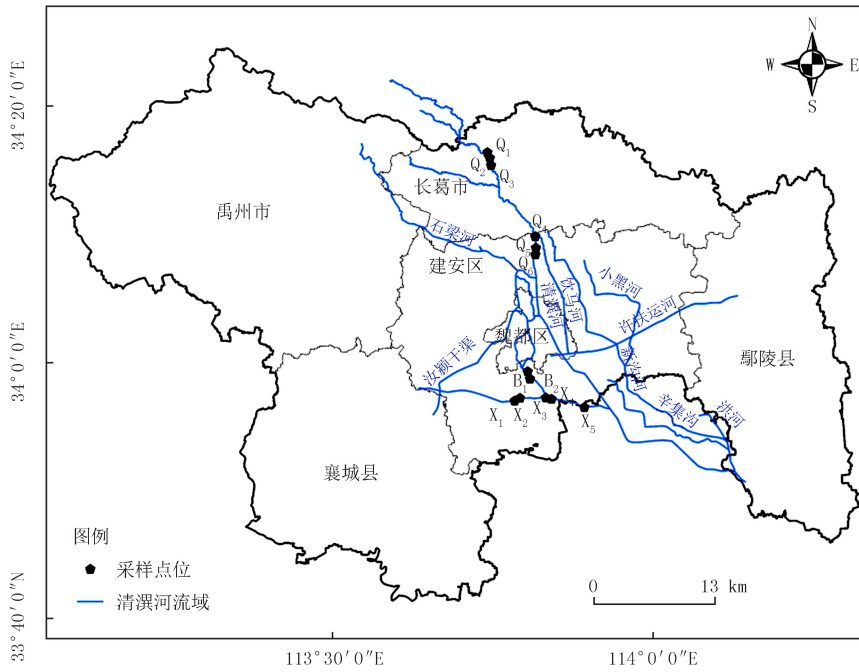 N
W
E
S
34°20′0″E
34°0′0″E
33°40′0″N
Q1
Q2
Q3
长葛市
禹州市
石梁河
建安区
Q
Q5
Q6
清潩河
饮马河
小黑河
许扶运河
魏都区
鄢陵县
汝颍干渠
B1
B2
X1
X2
X3
X4
X5
辛集沟
洪河
襄城县
图例
采样点位
清潩河流域
0
13 km
113°30′0″E
114°0′0″E